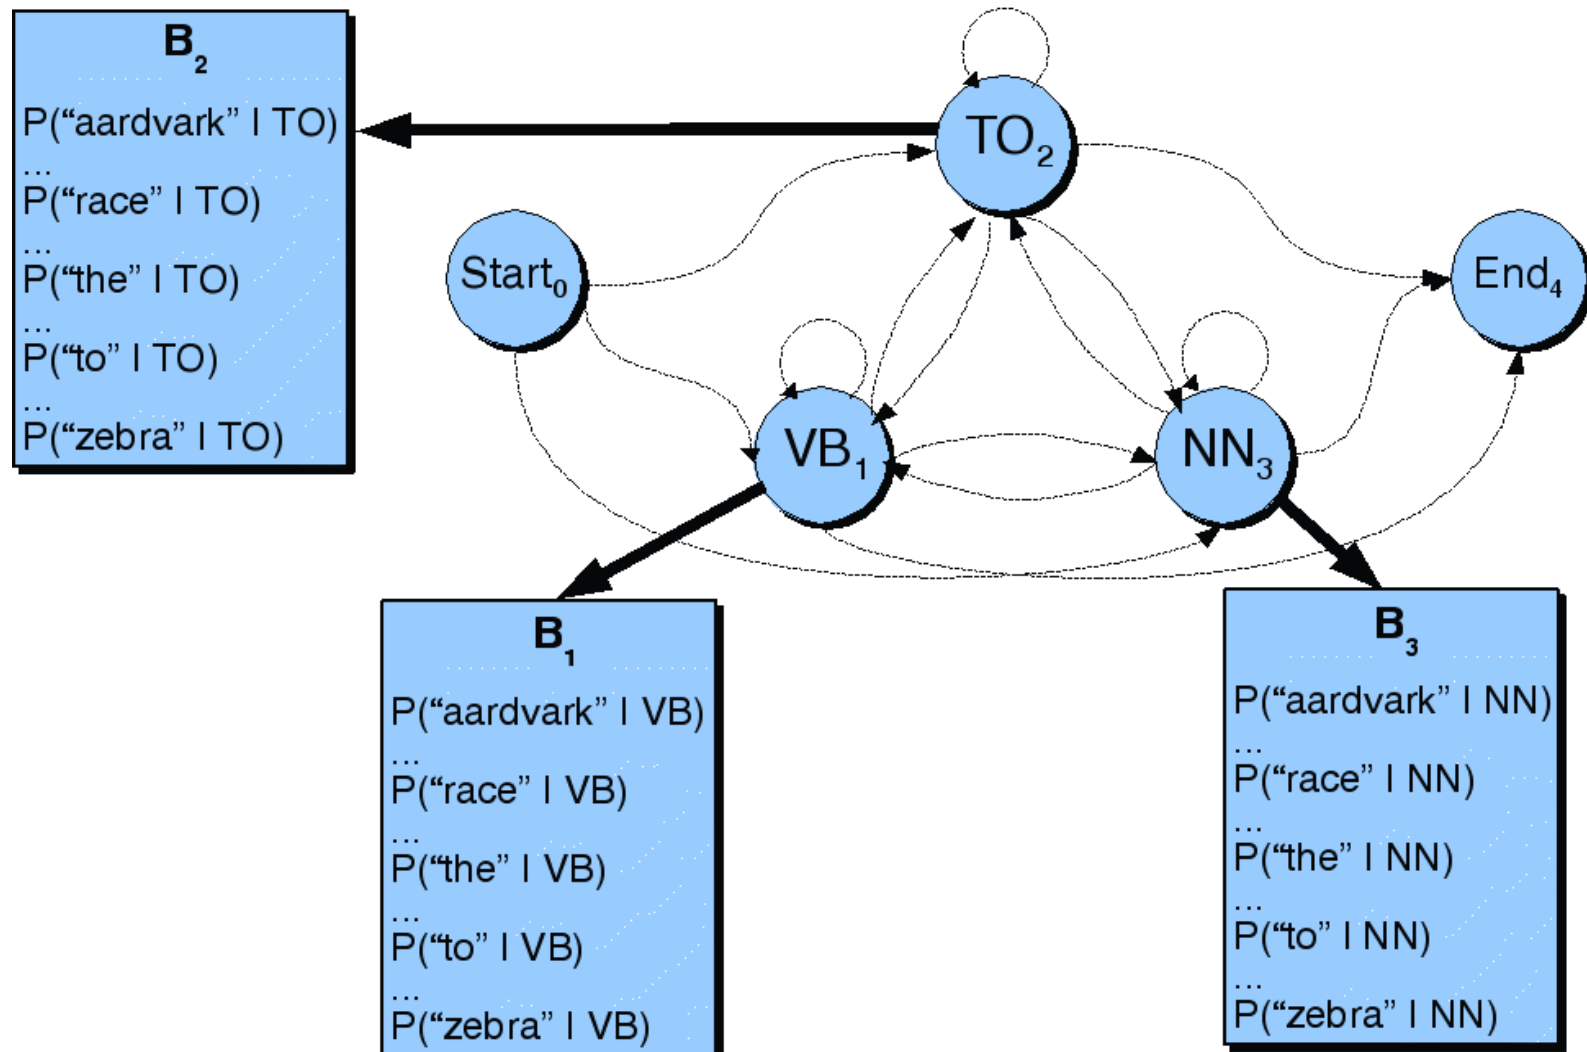 B2
P(“aardvark” | TO)
...
P(“race” | TO)
...
P(“the” | TO)
...
P(“to” | TO)
...
P(“zebra” | TO)
TO2
Start0
End4
VB1
NN3
B1
P(“aardvark” | VB)
...
P(“race” | VB)
...
P(“the” | VB)
...
P(“to” | VB)
...
P(“zebra” | VB)
B3
P(“aardvark” | NN)
...
P(“race” | NN)
...
P(“the” | NN)
...
P(“to” | NN)
...
P(“zebra” | NN)